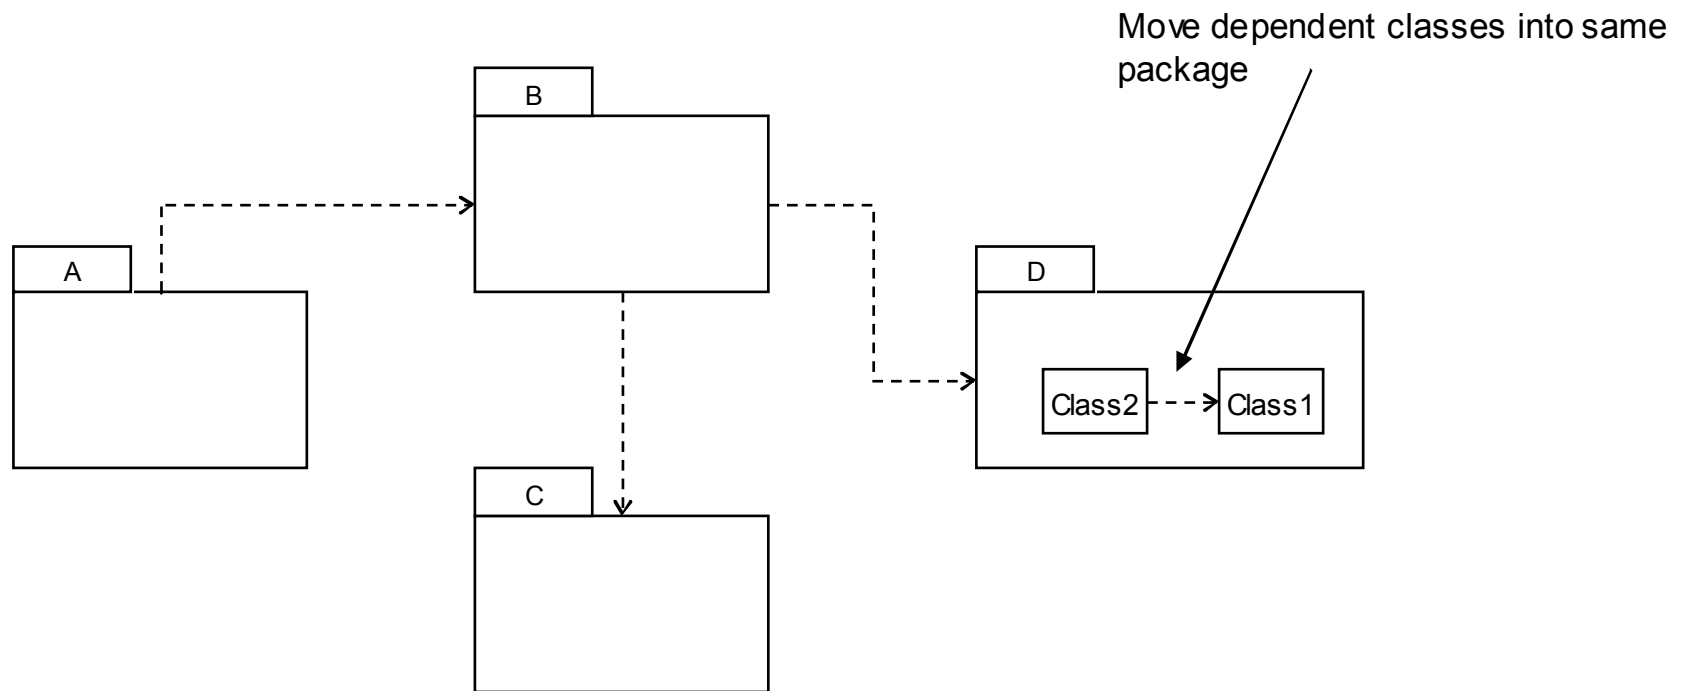 Move dependent classes into same
package
B
A
D
Class2
Class1
C